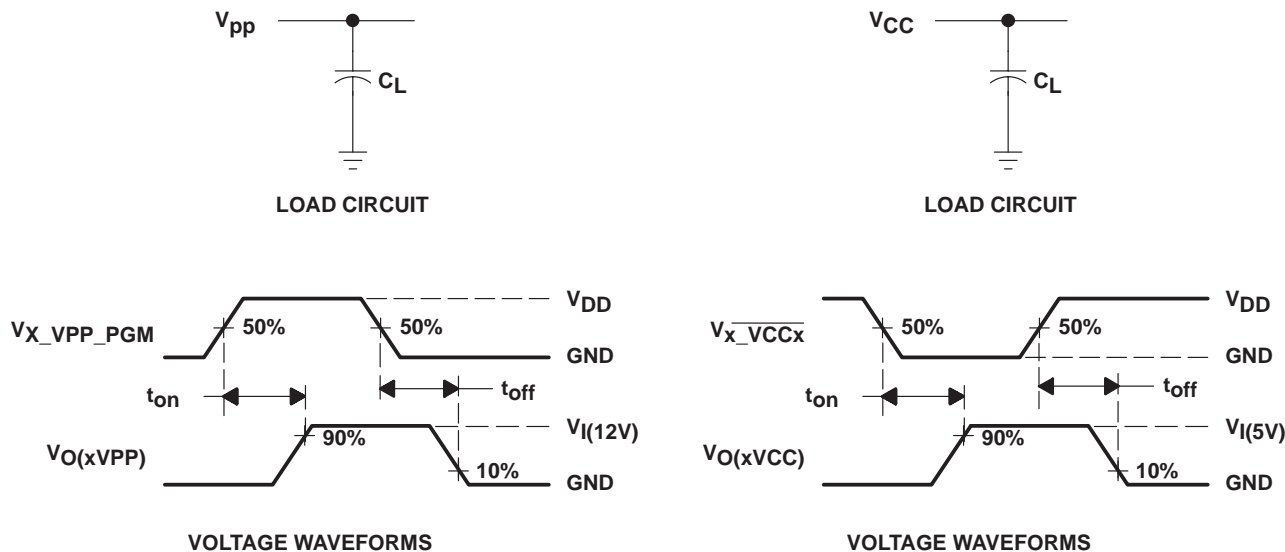 Vpp
CL
LOAD CIRCUIT
VCC
CL
LOAD CIRCUIT
VX_VPP_PGM
50%
50%
VDD
GND
ton
toff
VO(xVPP)
90%
10%
VI(12V)
GND
VOLTAGE WAVEFORMS
Vx_VCCx
50%
50%
VDD
GND
ton
toff
VO(xVCC)
90%
10%
VI(5V)
GND
VOLTAGE WAVEFORMS